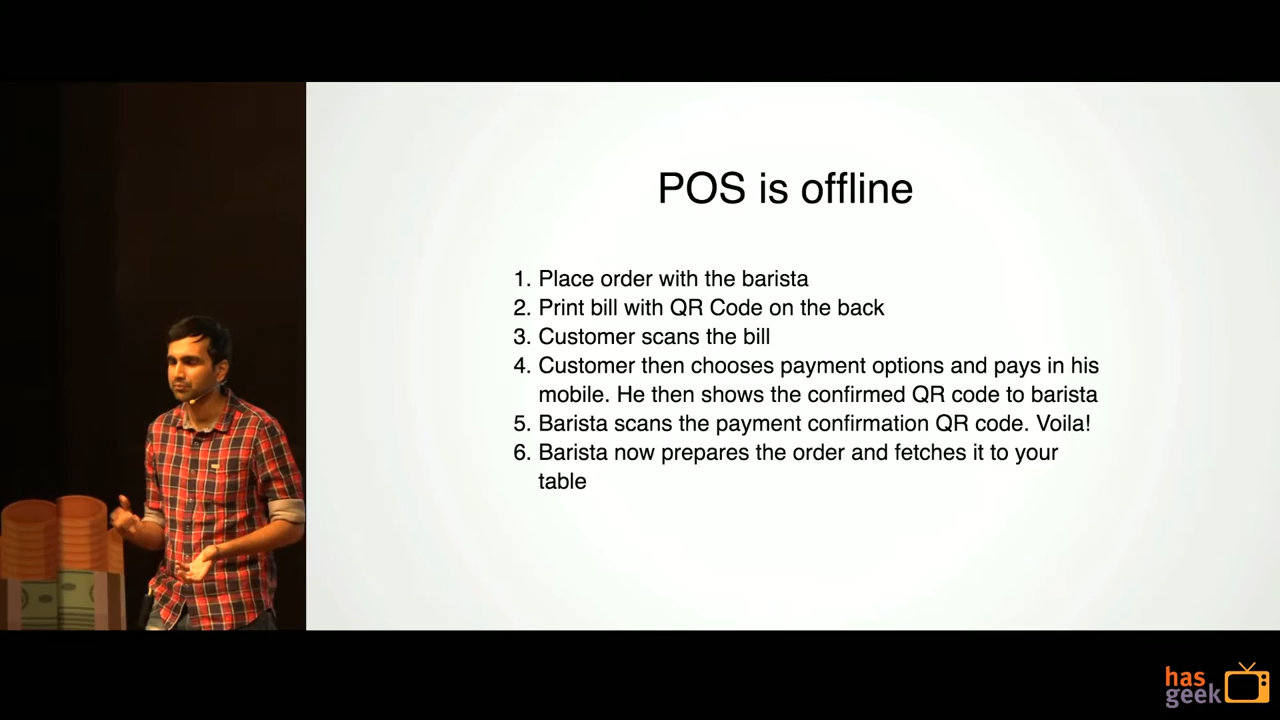 POS is offline
1. Place order with the barista
2. Print bill with QR Code on the back
3. Customer scans the bill
4. Customer then chooses payment options and pays in his
mobile. He then shows the confirmed QR code to barista
5. Barista scans the payment confirmation QR code. Voila!
6. Barista now prepares the order and fetches it to your
table
has
geek